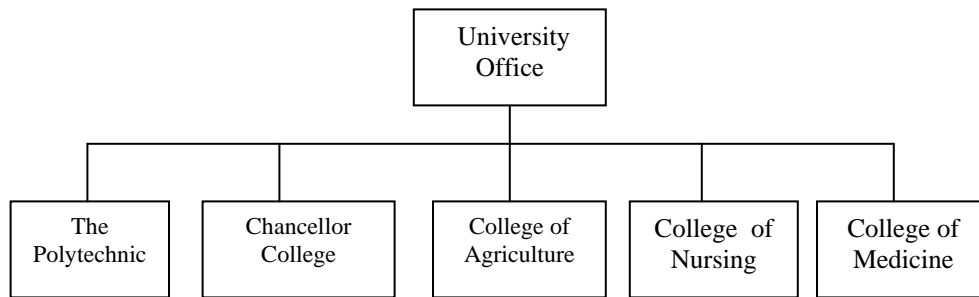 University
Office
The
Polytechnic
Chancellor
College
College of
Agriculture
College of
Nursing
College of
Medicine